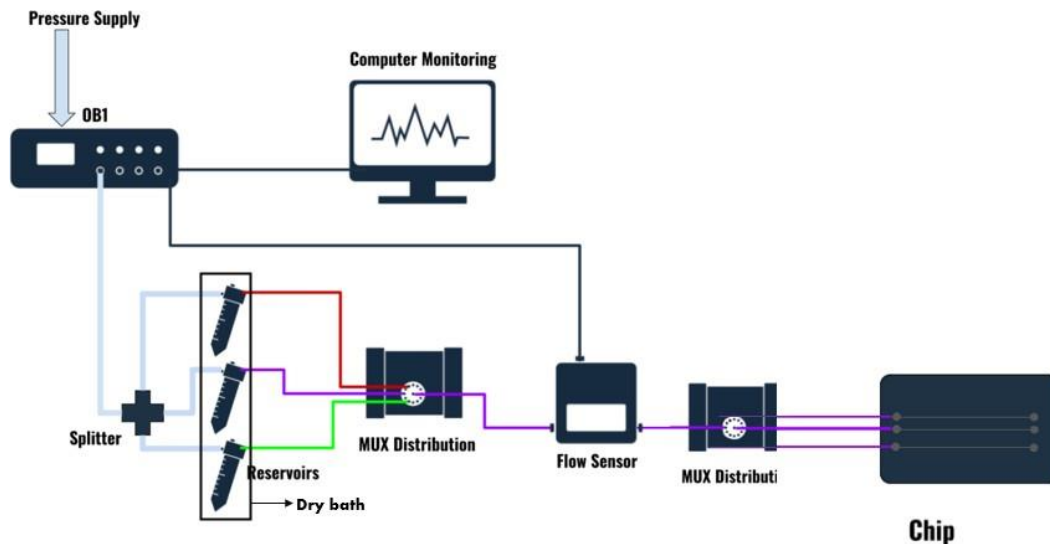 Pressure Supply
OB1
Computer Monitoring
Splitter
Reservoirs
Dry bath
MUX Distribution
Flow Sensor
MUX Distributi
Chip